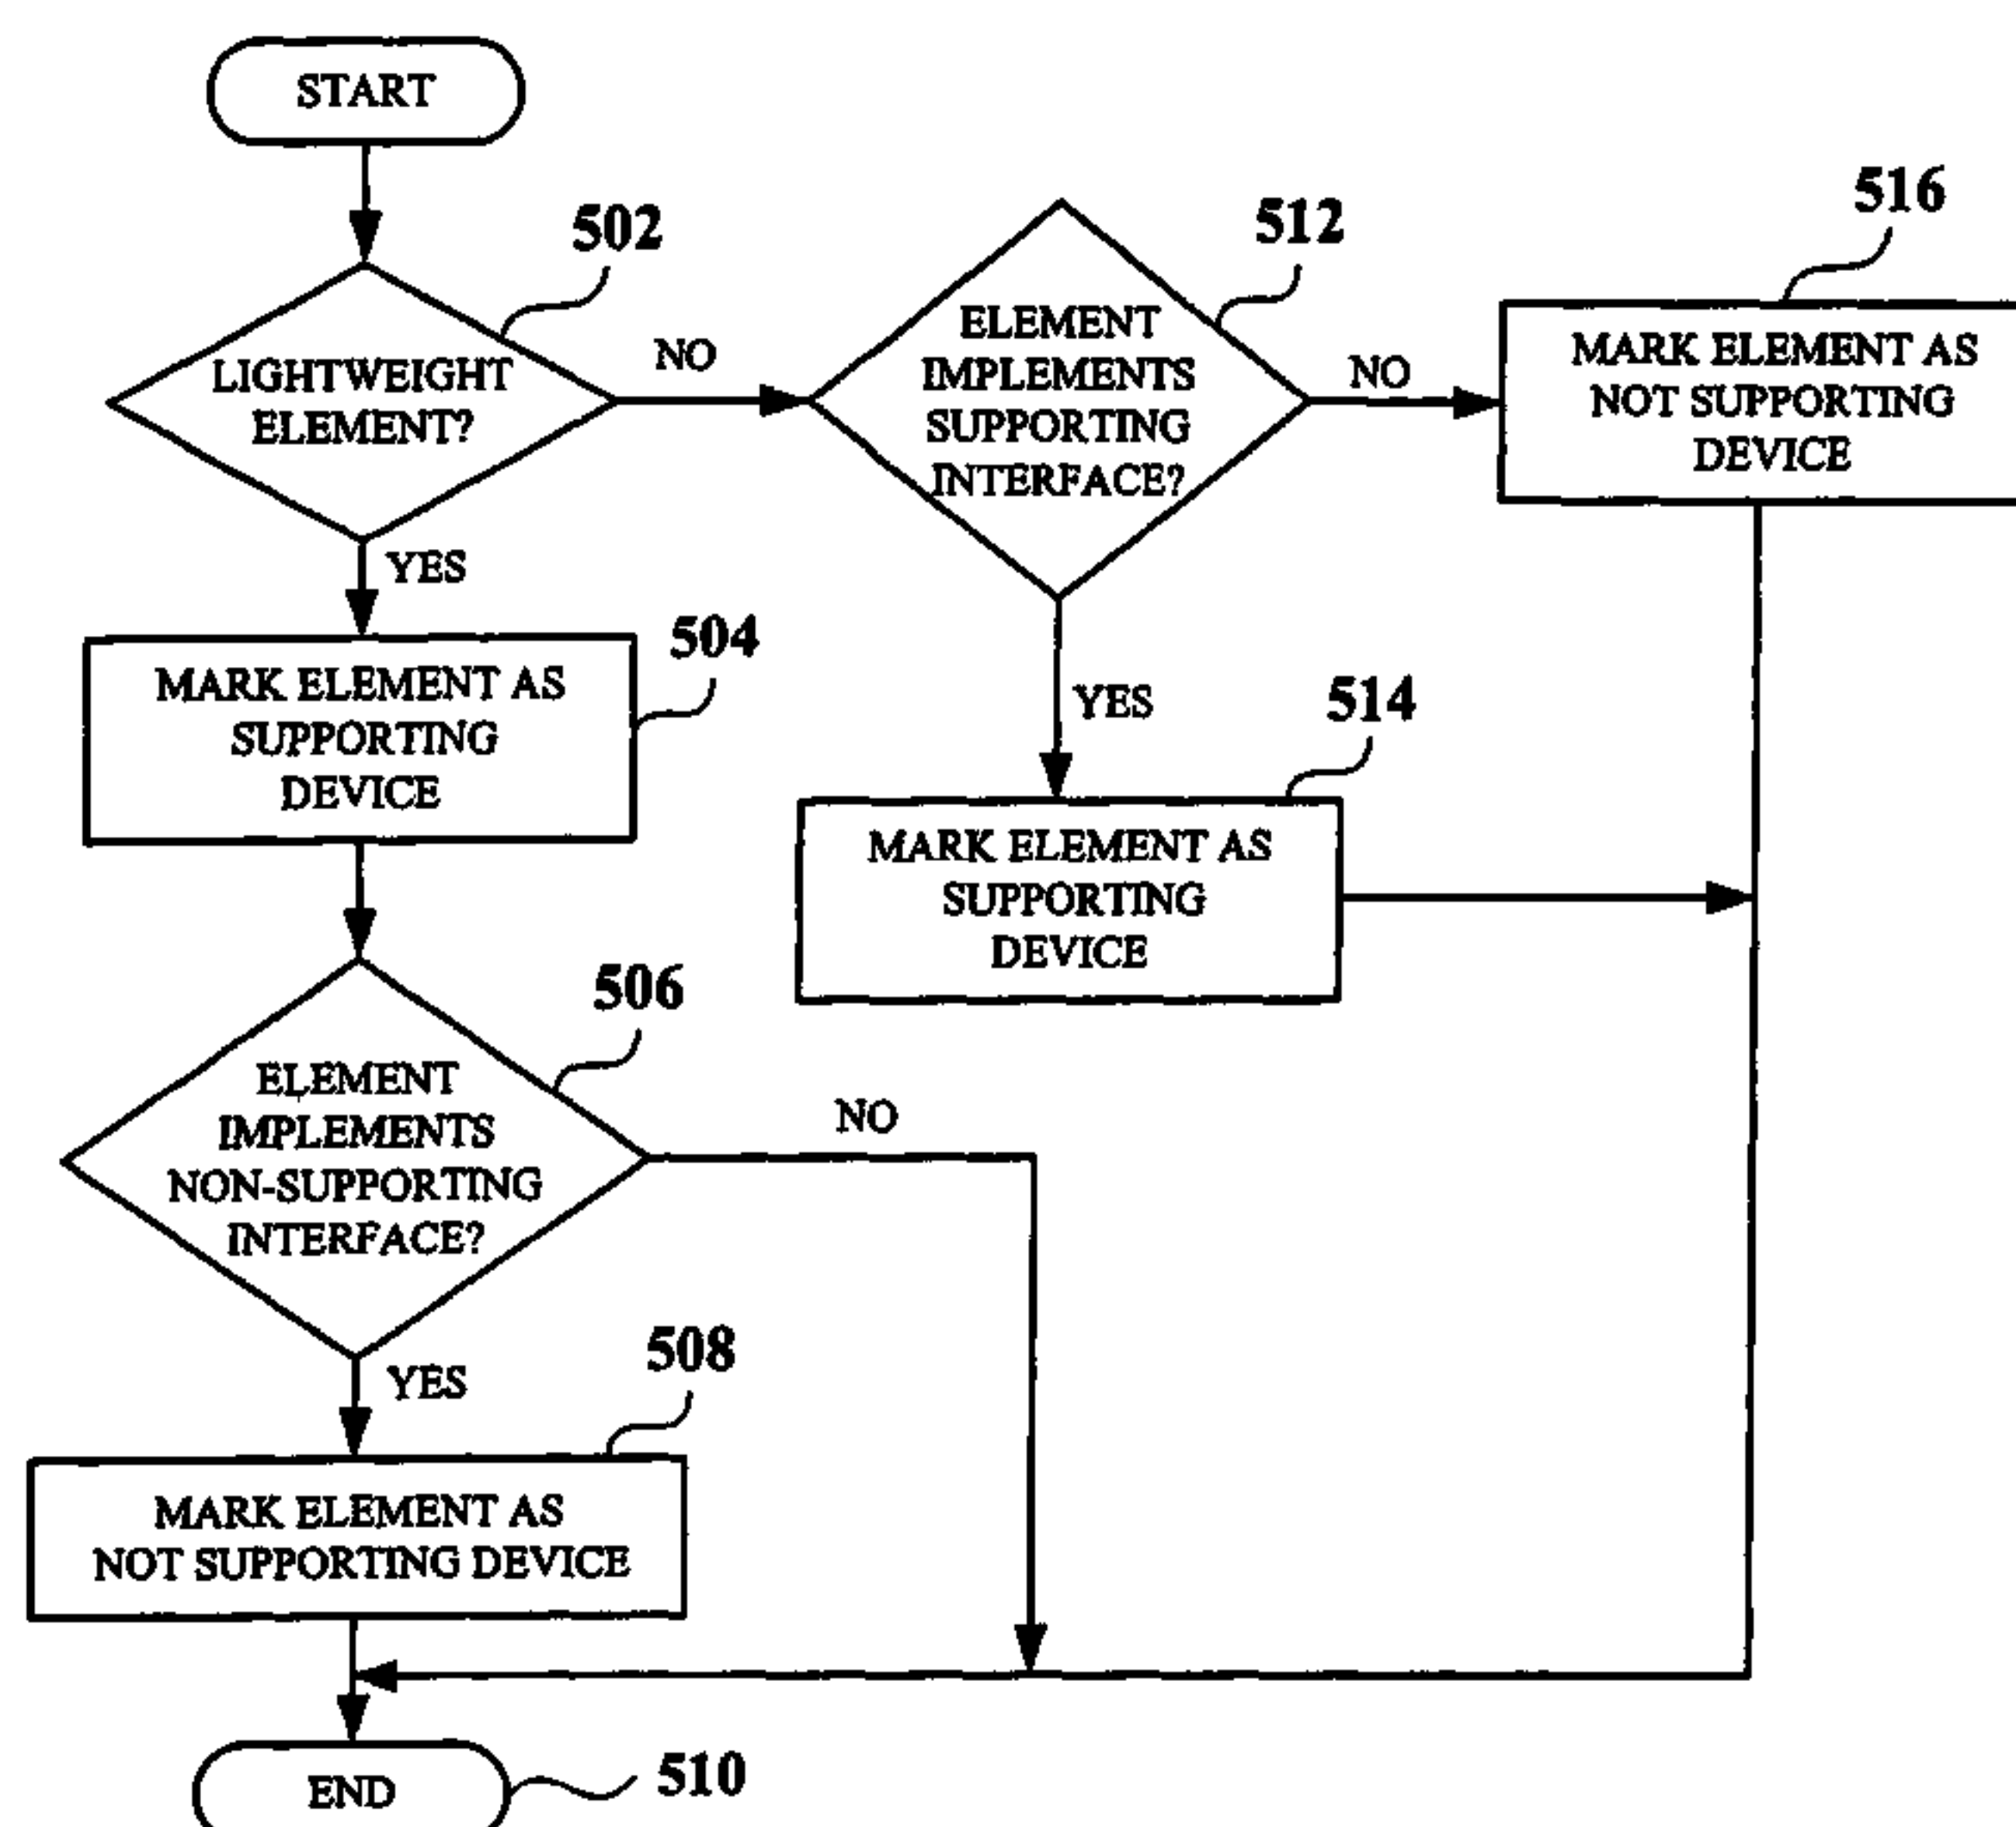 START
502
LIGHTWEIGHT
ELEMENT?
NO
512
ELEMENT
IMPLEMENTS
SUPPORTING
INTERFACE?
NO
516
MARK ELEMENT AS
NOT SUPPORTING
DEVICE
YES
504
MARK ELEMENT AS
SUPPORTING
DEVICE
YES
514
MARK ELEMENT AS
SUPPORTING
DEVICE
506
ELEMENT
IMPLEMENTS
NON-SUPPORTING
INTERFACE?
NO
YES
508
MARK ELEMENT AS
NOT SUPPORTING DEVICE
END
510